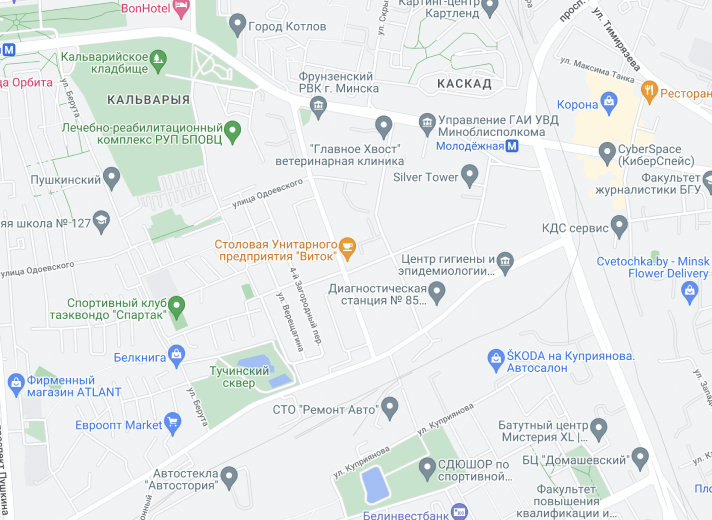 BonHotel
Город Котлов
ул. Скры
Картинг-центр
Картленд
просп.
ул. Тимирязева
М
ца Орбита
Кальварийское
кладбище
ул. Берута
КАЛЬВАРЫЯ
Фрунзенский
РВК г. Минска
КАСКАД
ул. Максима Танка
Корона
Ресторан
Лечебно-реабилитационный
комплекс РУП БПОВЦ
"Главное Хвост"
ветеринарная клиника
Управление ГАИ УВД
Миноблисполкома
Молодёжная М
CyberSpace
(КиберСпейс)
Пушкинский
Silver Tower
Факультет
журналистики БГУ
улица Одоевского
няя школа № 127
КДС сервис
Столовая Унитарного
предприятия "Виток"
Центр гигиены и
эпидемиологии...
Cvetochka.by - Minsk
Flower Delivery
улица Одоевского
4-й Загородный пер.
ул. Верещагина
Диагностическая
станция № 85...
Спортивный клуб
таэквондо "Спартак"
Белкнига
ŠKODA на Куприянова.
Автосалон
Тучинский
сквер
Фирменный
магазин ATLANT
ул. Берута
ул. Запад
СТО "Ремонт Авто"
Евроопт Market
ул. Куприянова
Батутный центр
Мистерия XL |...
проспект Пушкина
ул. Куприянова
БЦ "Домашевский"
Автостекла
"Автостория"
СДЮШОР по
спортивной...
Факультет
повышения
квалификации и...
Пло
Белинвестбанк